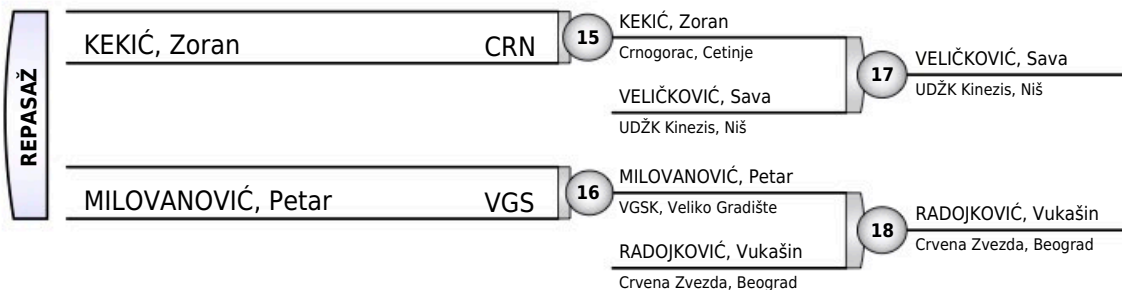 REPASAŽ
KEKIĆ, Zoran CRN
15
KEKIĆ, Zoran
Crnogorac, Cetinje
VELIČKOVIĆ, Sava
UDŽK Kinezis, Niš
17
VELIČKOVIĆ, Sava
UDŽK Kinezis, Niš
MILOVANOVIĆ, Petar VGS
16
MILOVANOVIĆ, Petar
VGSK, Veliko Gradište
RADOJKOVIĆ, Vukašin
Crvena Zvezda, Beograd
18
RADOJKOVIĆ, Vukašin
Crvena Zvezda, Beograd